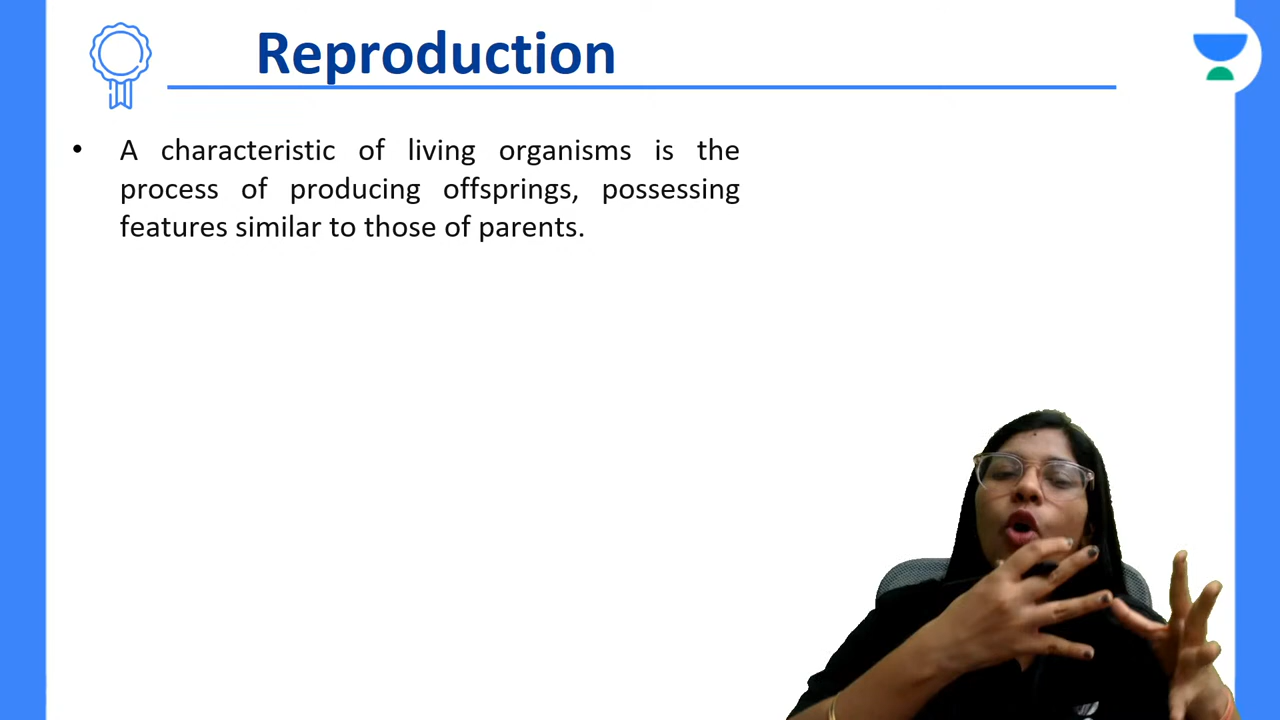 Reproduction
• A characteristic of living organisms is the
process of producing offsprings, possessing
features similar to those of parents.